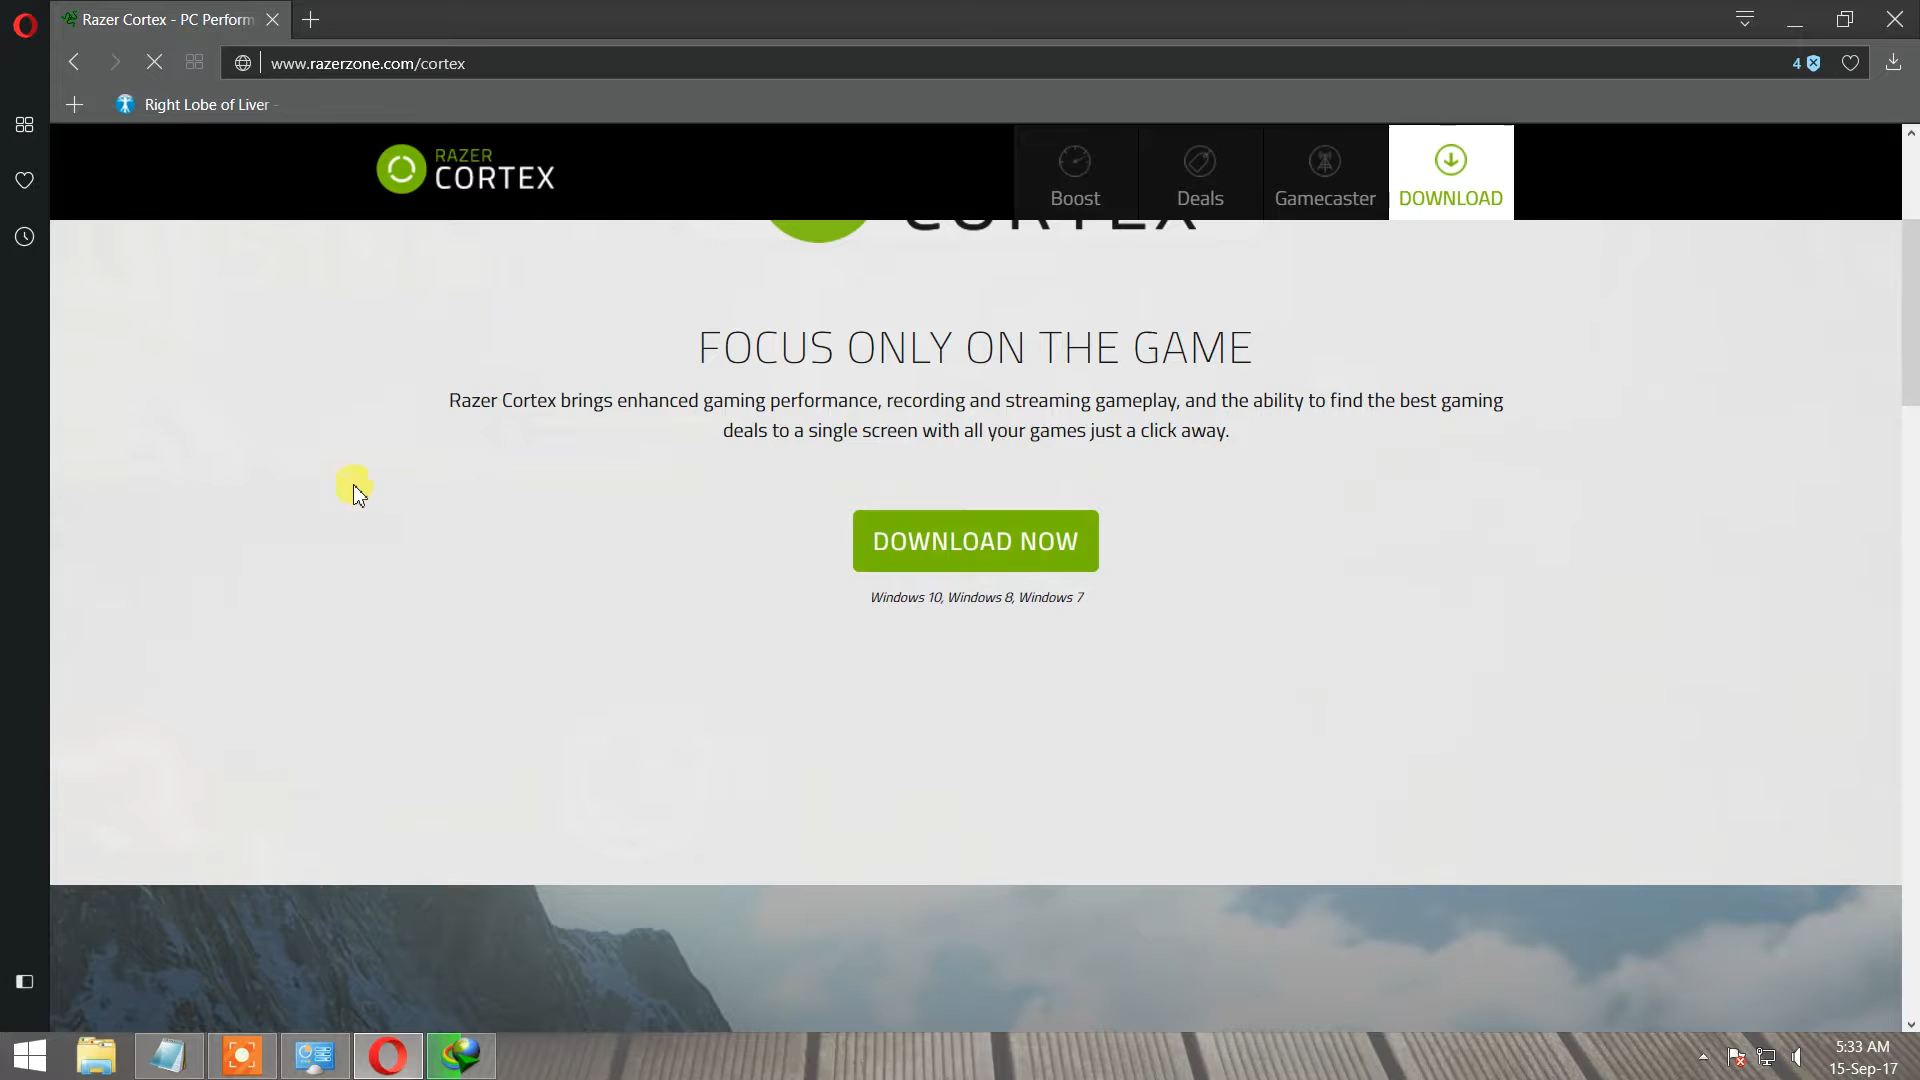 Razer Cortex - PC Perform
www.razerzone.com/cortex
4
Right Lobe of Liver -
RAZER
CORTEX
Boost
Deals
Gamecaster
DOWNLOAD
CORTEX
FOCUS ONLY ON THE GAME
Razer Cortex brings enhanced gaming performance, recording and streaming gameplay, and the ability to find the best gaming
deals to a single screen with all your games just a click away.
DOWNLOAD NOW
Windows 10, Windows 8, Windows 7
5:33 AM
15-Sep-17